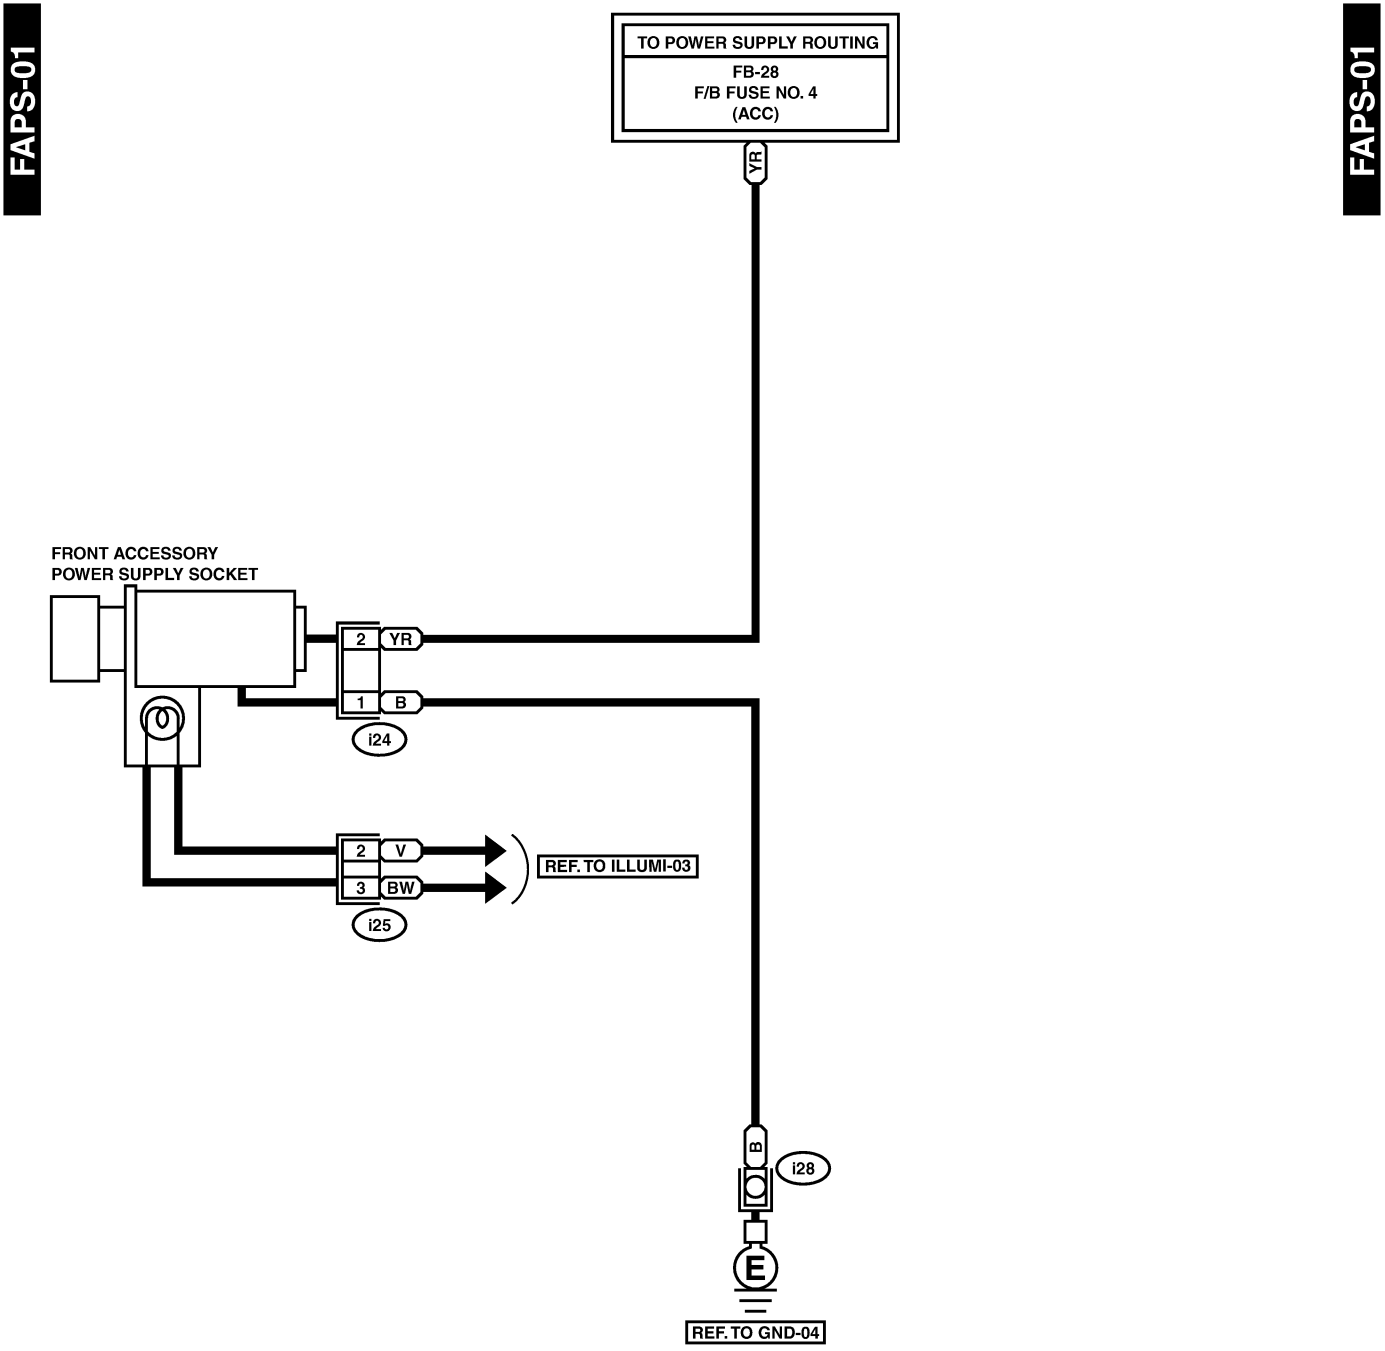 FAPS-01
FAPS-01
TO POWER SUPPLY ROUTING
FB-28
F/B FUSE NO. 4
(ACC)
YR
FRONT ACCESSORY
POWER SUPPLY SOCKET
2 YR
1 B
i24
2 V
3 BW
i25
REF. TO ILLUMI-03
B
i28
E
REF. TO GND-04